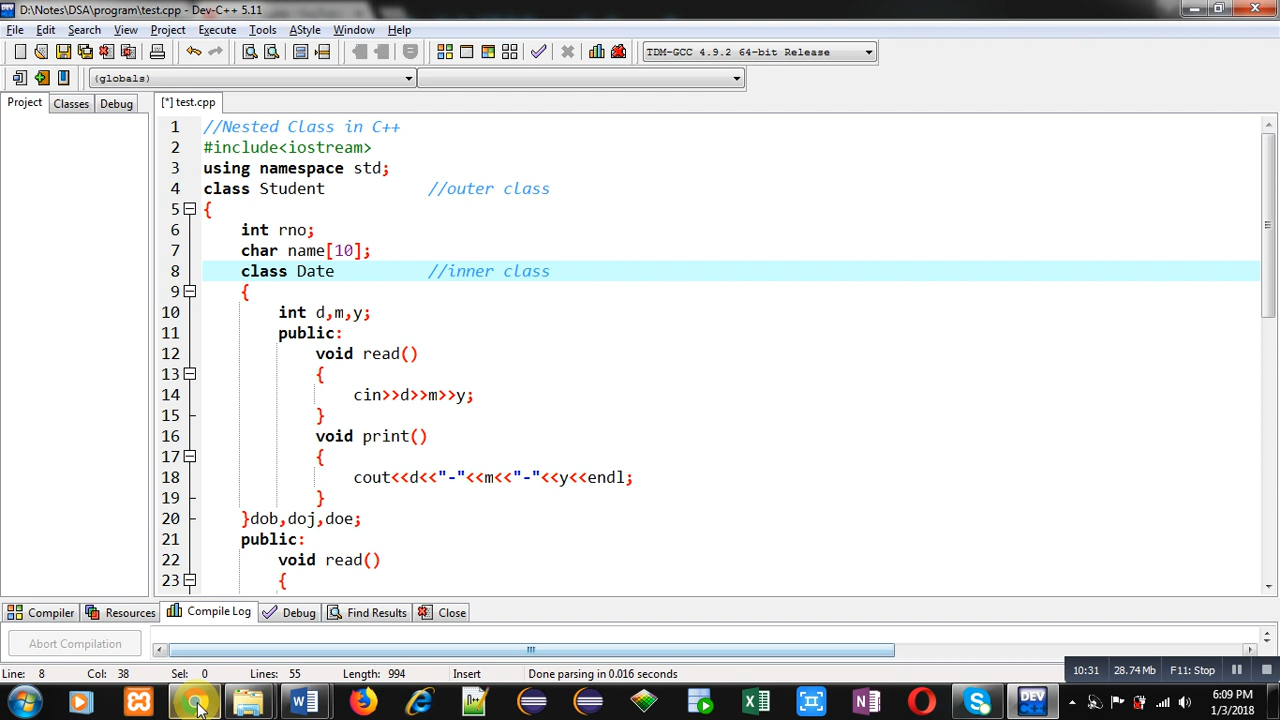 D:\Notes\DSA\program\test.cpp - Dev-C++ 5.11
File Edit Search View Project Execute Tools AStyle Window Help
TDM-GCC 4.9.2 64-bit Release
(globals)
Project Classes Debug [*] test.cpp
1 //Nested Class in C++
2 #include<iostream>
3 using namespace std;
4 class Student //outer class
5 {
6 int rno;
7 char name[10];
8 class Date //inner class
9 {
10 int d,m,y;
11 public:
12 void read()
13 {
14 cin>>d>>m>>y;
15 }
16 void print()
17 {
18 cout<<d<<"-"<<m<<"-"<<y<<endl;
19 }
20 }dob,doj,doe;
21 public:
22 void read()
23 {
Compiler Resources Compile Log Debug Find Results Close
Abort Compilation
10:31 28.74 Mb F11: Stop
Line: 8 Col: 38 Sel: 0 Lines: 55 Length: 994 Insert Done parsing in 0.016 seconds
6:09 PM
1/3/2018